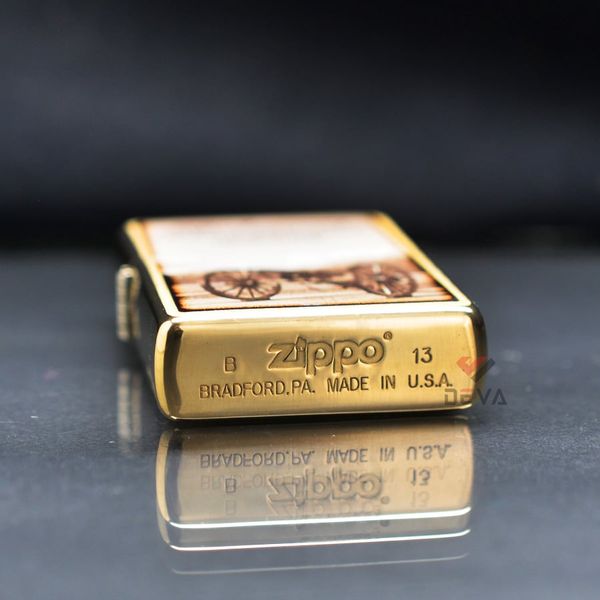 B zippo® 13
BRADFORD,PA. MADE IN U.S.A.
DEVA